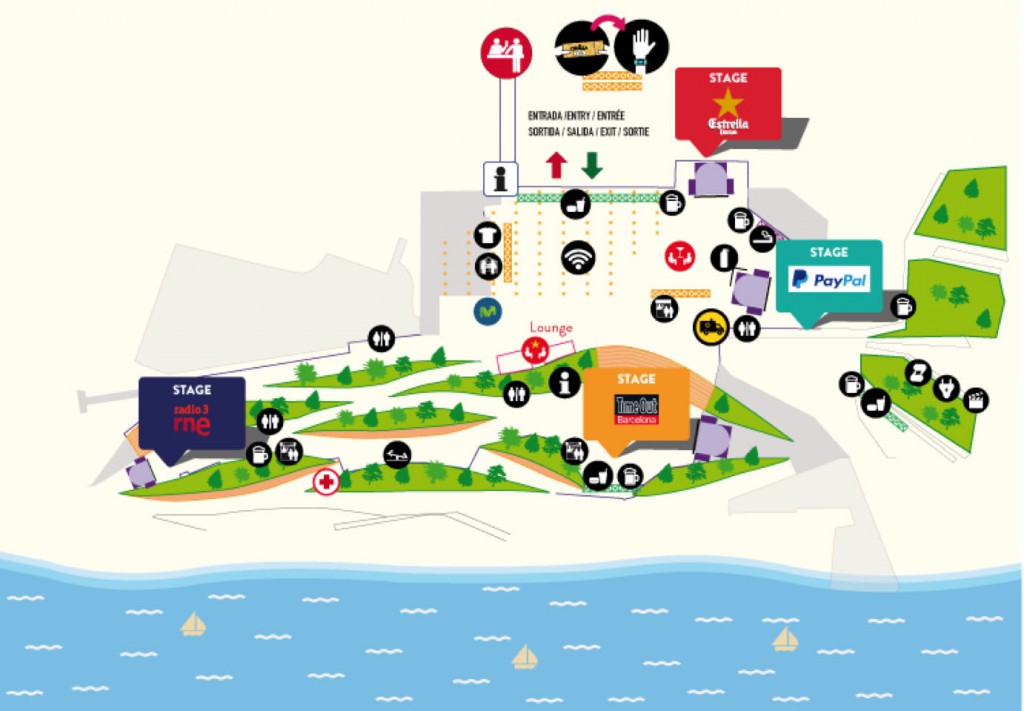 STAGE
Estrella
Damm
ENTRADA /ENTRY / ENTRÉE
SORTIDA / SALIDA / EXIT / SORTIE
i
STAGE
PayPal
Lounge
i
STAGE
radio 3
rne
STAGE
Time Out
Barcelona